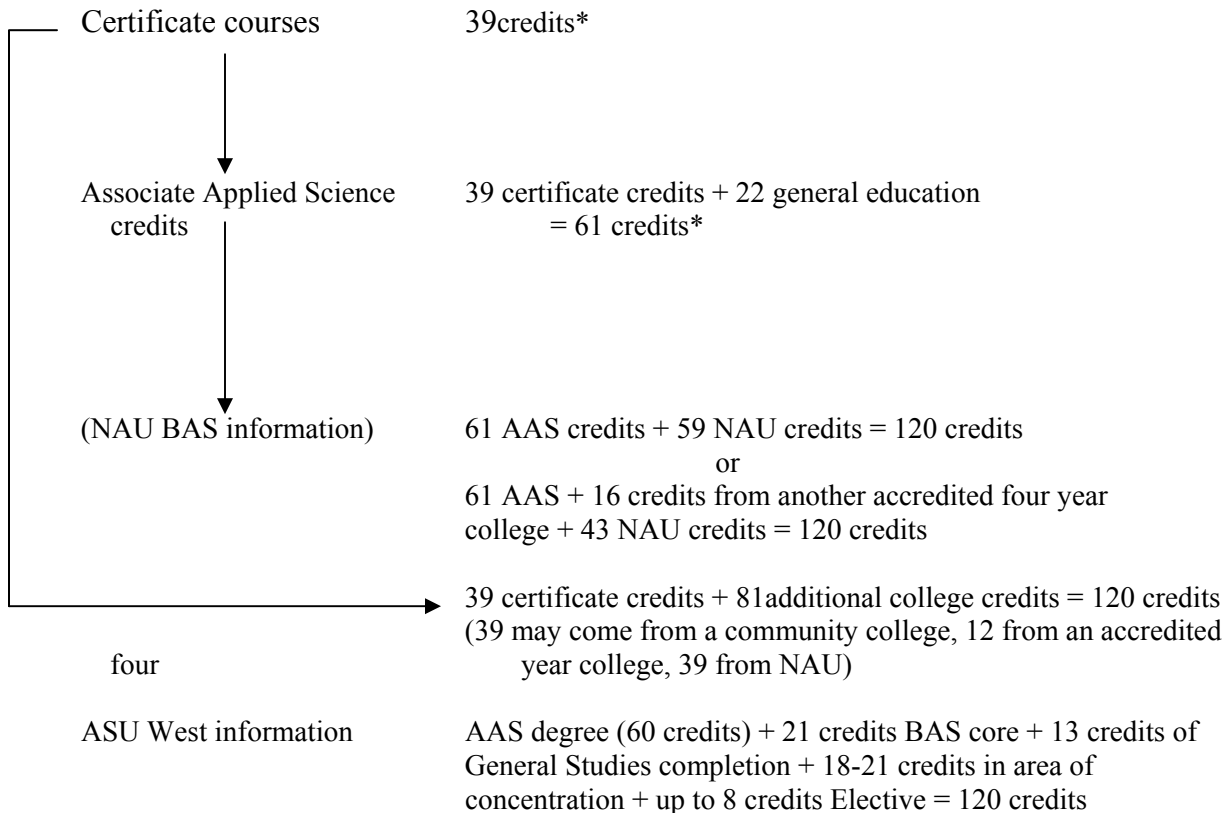 Certificate courses 39credits*
Associate Applied Science 39 certificate credits + 22 general education
credits = 61 credits*
(NAU BAS information) 61 AAS credits + 59 NAU credits = 120 credits
or
61 AAS + 16 credits from another accredited four year
college + 43 NAU credits = 120 credits
39 certificate credits + 81additional college credits = 120 credits
(39 may come from a community college, 12 from an accredited
four year college, 39 from NAU)
ASU West information AAS degree (60 credits) + 21 credits BAS core + 13 credits of
General Studies completion + 18-21 credits in area of
concentration + up to 8 credits Elective = 120 credits